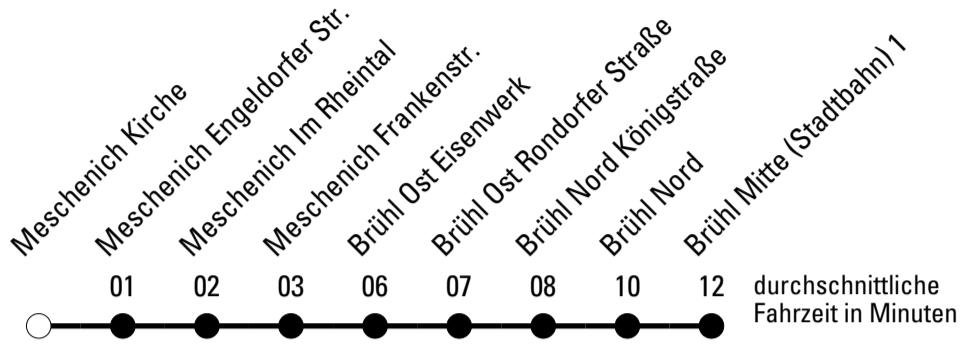 Meschenich Kirche
Meschenich Engeldorfer Str.
Meschenich Im Rheintal
Meschenich Frankenstr.
Brühl Ost Eisenwerk
Brühl Ost Rondorfer Straße
Brühl Nord Königstraße
Brühl Nord
Brühl Mitte (Stadtbahn) 1
01 02 03 06 07 08 10 12
durchschnittliche
Fahrzeit in Minuten